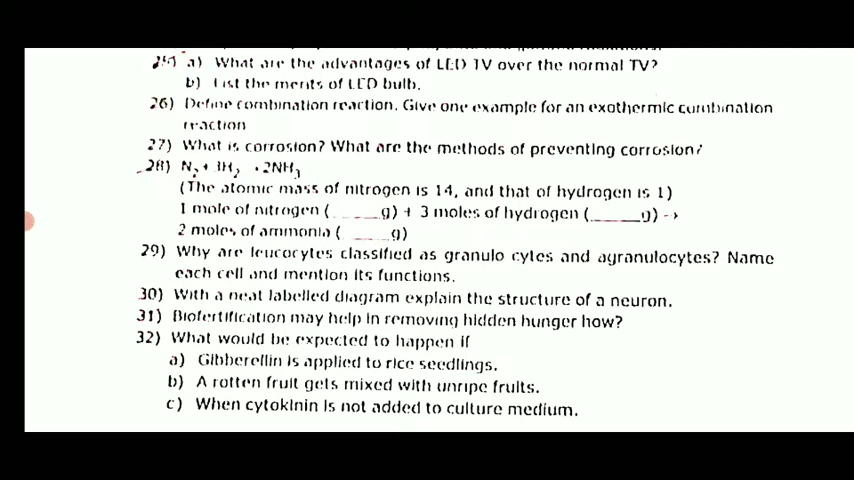 25) a) What are the advantages of LED TV over the normal TV?
b) List the merits of LED bulb.
26) Define combination reaction. Give one example for an exothermic combination
reaction
27) What is corrosion? What are the methods of preventing corrosion?
28) N₂ + 3H₂ → 2NH₃
(The atomic mass of nitrogen is 14, and that of hydrogen is 1)
1 mole of nitrogen (_____g) + 3 moles of hydrogen (_____g) →
2 moles of ammonia (_____g)
29) Why are leucocytes classified as granulo cytes and agranulocytes? Name
each cell and mention its functions.
30) With a neat labelled diagram explain the structure of a neuron.
31) Biofertification may help in removing hidden hunger how?
32) What would be expected to happen if
a) Gibberellin is applied to rice seedlings.
b) A rotten fruit gets mixed with unripe fruits.
c) When cytokinin is not added to culture medium.